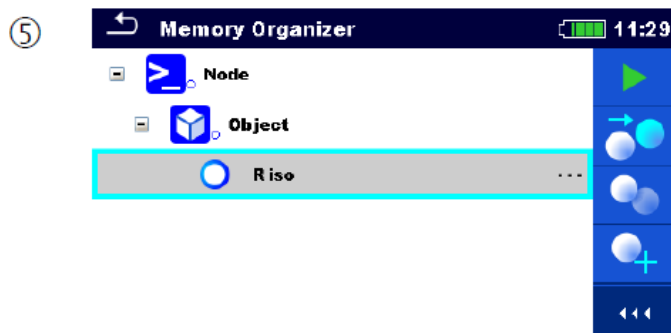 ⑤
Memory Organizer 11:29
Node
Object
R iso ...